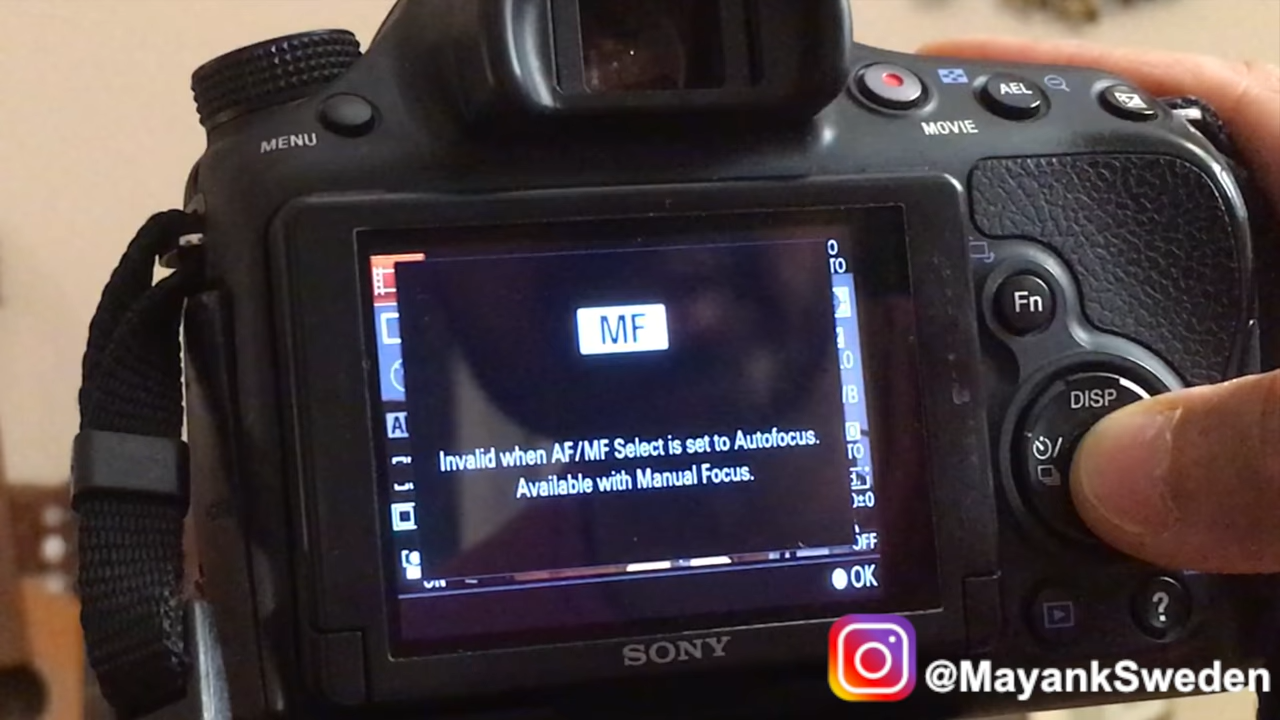 MENU
MOVIE
AEL
MF
Invalid when AF/MF Select is set to Autofocus.
Available with Manual Focus.
Fn
DISP
OFF
OK
?
SONY
@MayankSweden